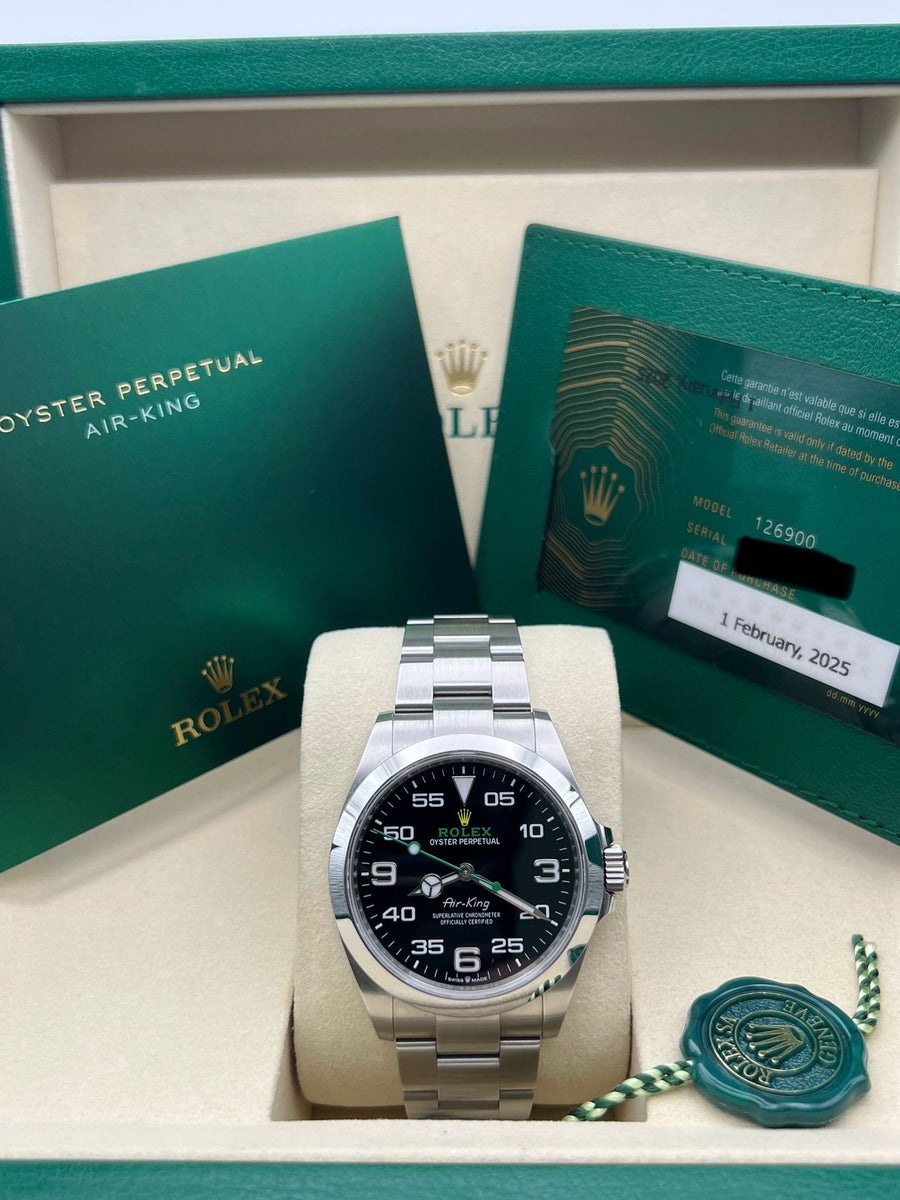 OYSTER PERPETUAL
AIR-KING
ROLEX
Cette garantie n'est valable que si elle est
le détaillant officiel Rolex au moment
This guarantee is valid only if dated by the
Official Rolex Retailer at the time of purchase
MODEL 126900
SERIAL
DATE OF PURCHASE
1 February, 2025
dd.mm.yyyy
55 05
50 10
9 3
40 20
35 25
6
ROLEX
OYSTER PERPETUAL
Air-King
SUPERLATIVE CHRONOMETER
OFFICIALLY CERTIFIED
SWISS MADE
ROLEX SA
GENEVE